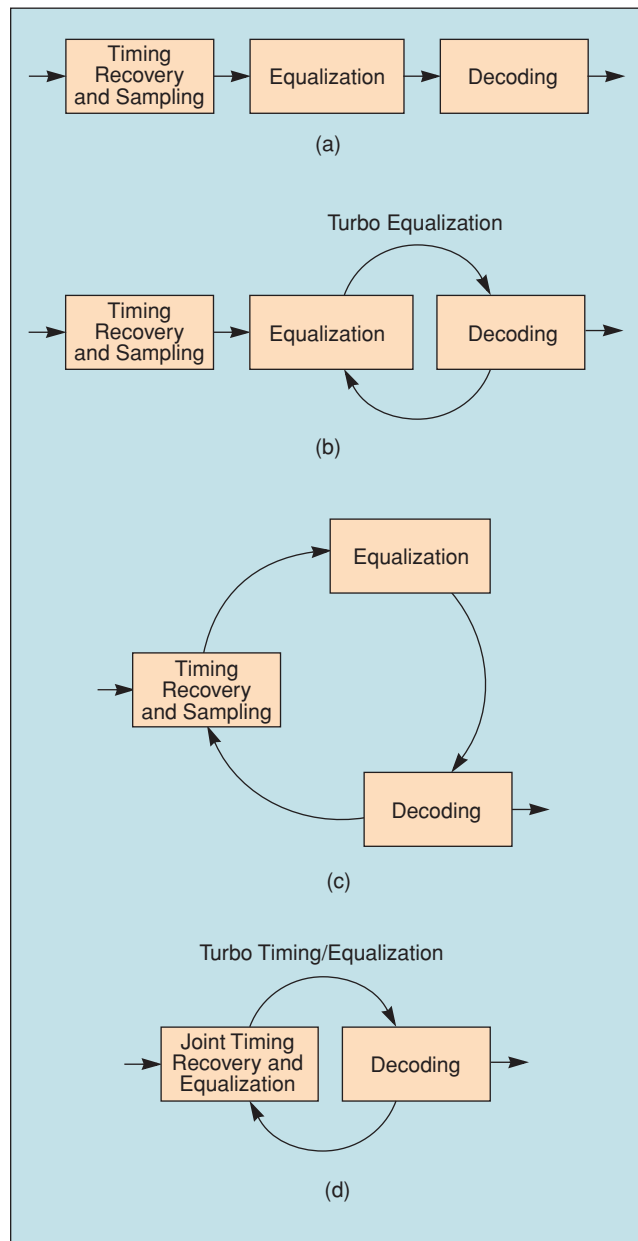 Timing
Recovery
and Sampling
Equalization
Decoding
(a)
Turbo Equalization
Timing
Recovery
and Sampling
Equalization
Decoding
(b)
Equalization
Timing
Recovery
and Sampling
Decoding
(c)
Turbo Timing/Equalization
Joint Timing
Recovery and
Equalization
Decoding
(d)